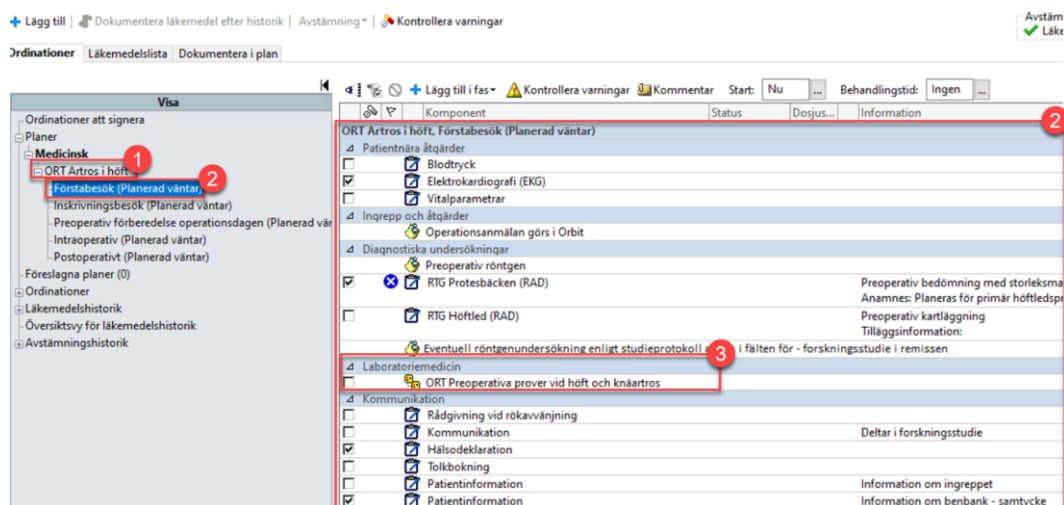 Lägg till | Dokumentera läkemedel efter historik | Avstämning | Kontrollera varningar
Avstäm
Läke
Ordinationer Läkemedelslista Dokumentera i plan
Visa
Ordinationer att signera
Planer
Medicinsk
1
ORT Artros i höft
2
Förstabesök (Planerad väntar)
Inskrivningsbesök (Planerad väntar)
Preoperativ förberedelse operationsdagen (Planerad vän
Intraoperativ (Planerad väntar)
Postoperativt (Planerad väntar)
Föreslagna planer (0)
Ordinationer
Läkemedelshistorik
Översiktsvy för läkemedelshistorik
Avstämningshistorik
Lägg till i fas Kontrollera varningar Kommentar Start: Nu ... Behandlingstid: Ingen ...
Komponent Status Dosjus... Information
2
ORT Artros i höft, Förstabesök (Planerad väntar)
Patientnära åtgärder
Blodtryck
Elektrokardiografi (EKG)
Vitalparametrar
Ingrepp och åtgärder
Operationsanmälan görs i Orbit
Diagnostiska undersökningar
Preoperativ röntgen
RTG Protesbäcken (RAD) Preoperativ bedömning med storleksma
Anamnes: Planeras för primär höftledspr
RTG Höftled (RAD) Preoperativ kartläggning
Tilläggsinformation:
Eventuell röntgenundersökning enligt studieprotokoll i fälten för - forskningsstudie i remissen
3
Laboratoriemedicin
ORT Preoperativa prover vid höft och knäartros
Kommunikation
Rådgivning vid rökavvänjning
Kommunikation Deltar i forskningsstudie
Hälsodeklaration
Tolkbokning
Patientinformation Information om ingreppet
Patientinformation Information om benbank - samtycke